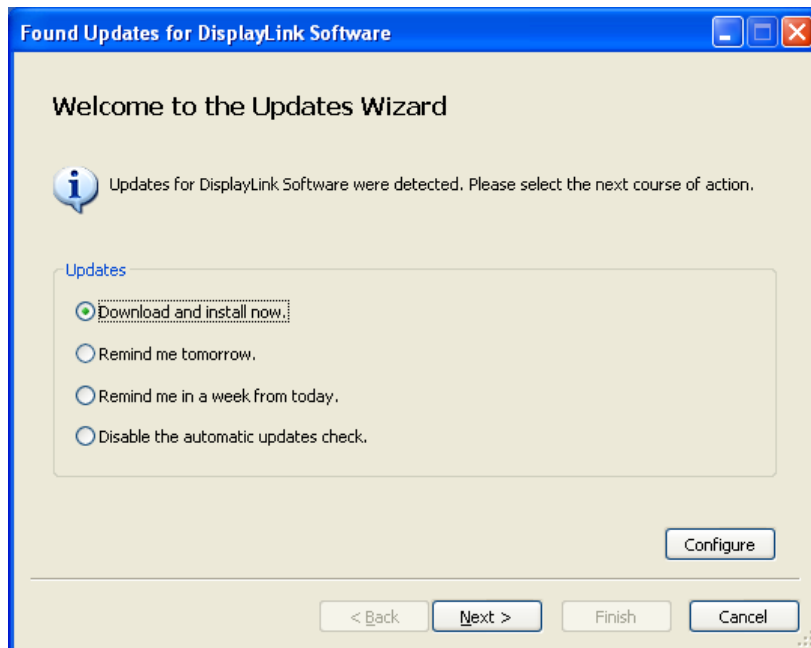 Found Updates for DisplayLink Software
Welcome to the Updates Wizard
Updates for DisplayLink Software were detected. Please select the next course of action.
Updates
Download and install now.
Remind me tomorrow.
Remind me in a week from today.
Disable the automatic updates check.
Configure
< Back Next > Finish Cancel